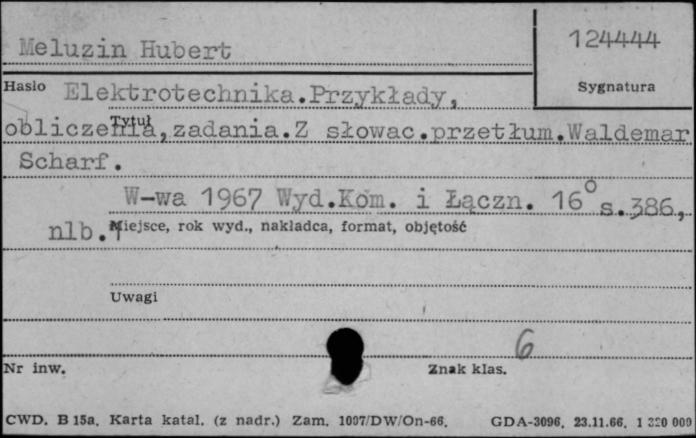 Meluzin Hubert
124444
Hasło
Sygnatura
Elektrotechnika.Przykłady,
Tytuł
obliczenia,zadania.Z słowac.przetłum.Waldemar
Scharf.
W-wa 1967 Wyd.Kom. i Łączn. 16° s.386,
nlb.1
Miejsce, rok wyd., nakładca, format, objętość
Uwagi
6
Nr inw.
Znak klas.
CWD. B 15a. Karta katal. (z nadr.) Zam. 1007/DW/On-66. GDA-3096. 23.11.66. 1 320 000